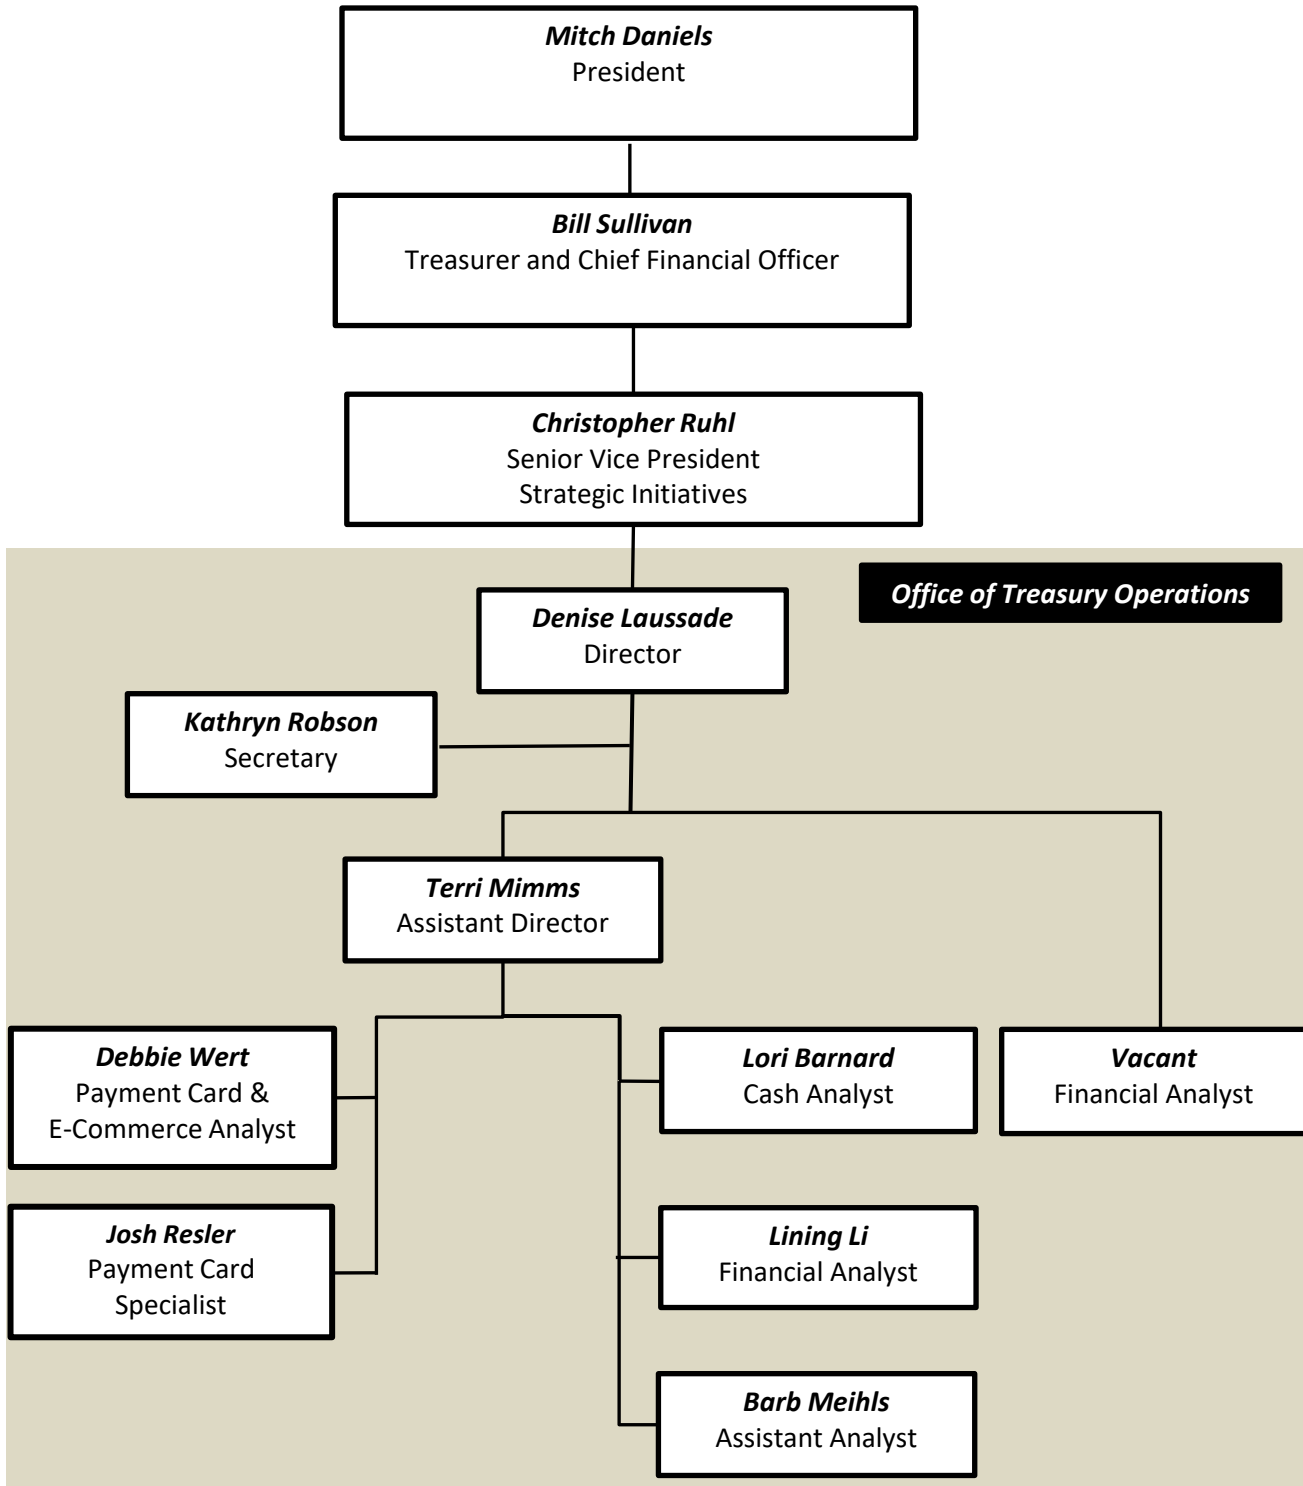 Mitch Daniels
President
Bill Sullivan
Treasurer and Chief Financial Officer
Christopher Ruhl
Senior Vice President
Strategic Initiatives
Office of Treasury Operations
Denise Laussade
Director
Kathryn Robson
Secretary
Terri Mimms
Assistant Director
Debbie Wert
Payment Card &
E-Commerce Analyst
Lori Barnard
Cash Analyst
Vacant
Financial Analyst
Josh Resler
Payment Card
Specialist
Lining Li
Financial Analyst
Barb Meihls
Assistant Analyst